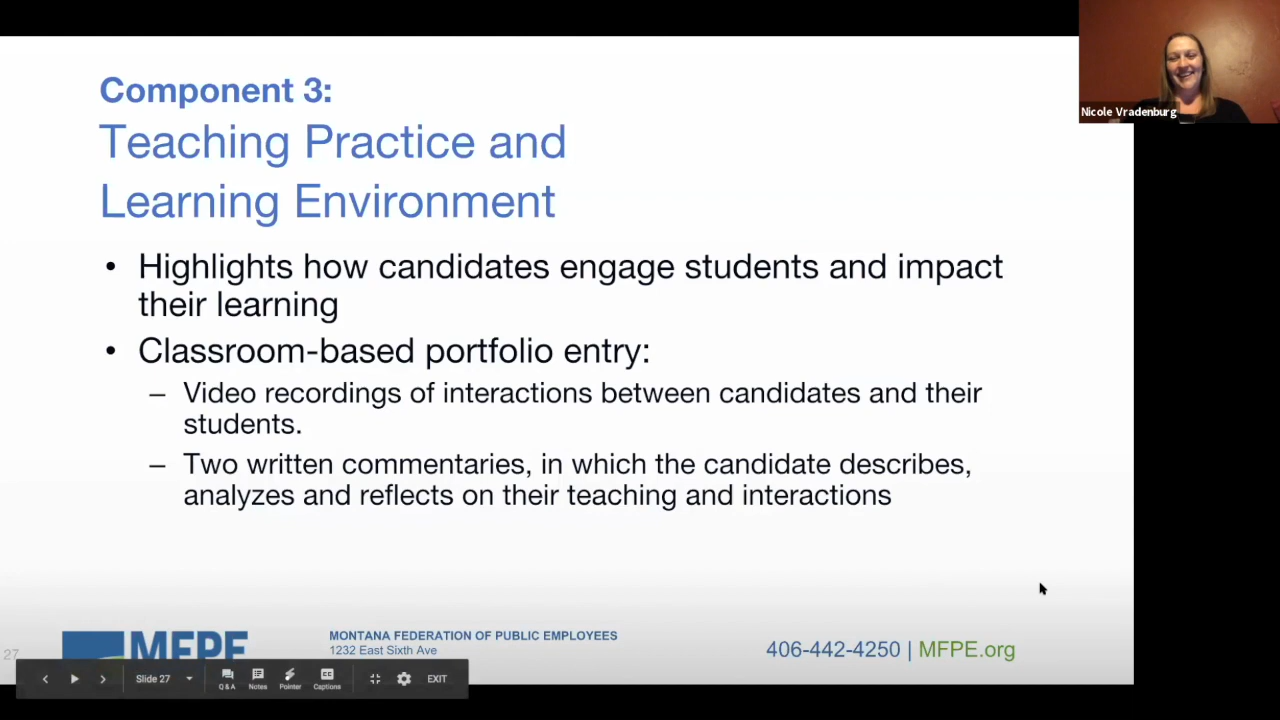 Component 3:
Teaching Practice and
Learning Environment
• Highlights how candidates engage students and impact
their learning
• Classroom-based portfolio entry:
– Video recordings of interactions between candidates and their
students.
– Two written commentaries, in which the candidate describes,
analyzes and reflects on their teaching and interactions
Nicole Vradenburg
27
MFPE
MONTANA FEDERATION OF PUBLIC EMPLOYEES
1232 East Sixth Ave
406-442-4250 | MFPE.org
Slide 27
Q & A
Notes
Pointer
Captions
EXIT